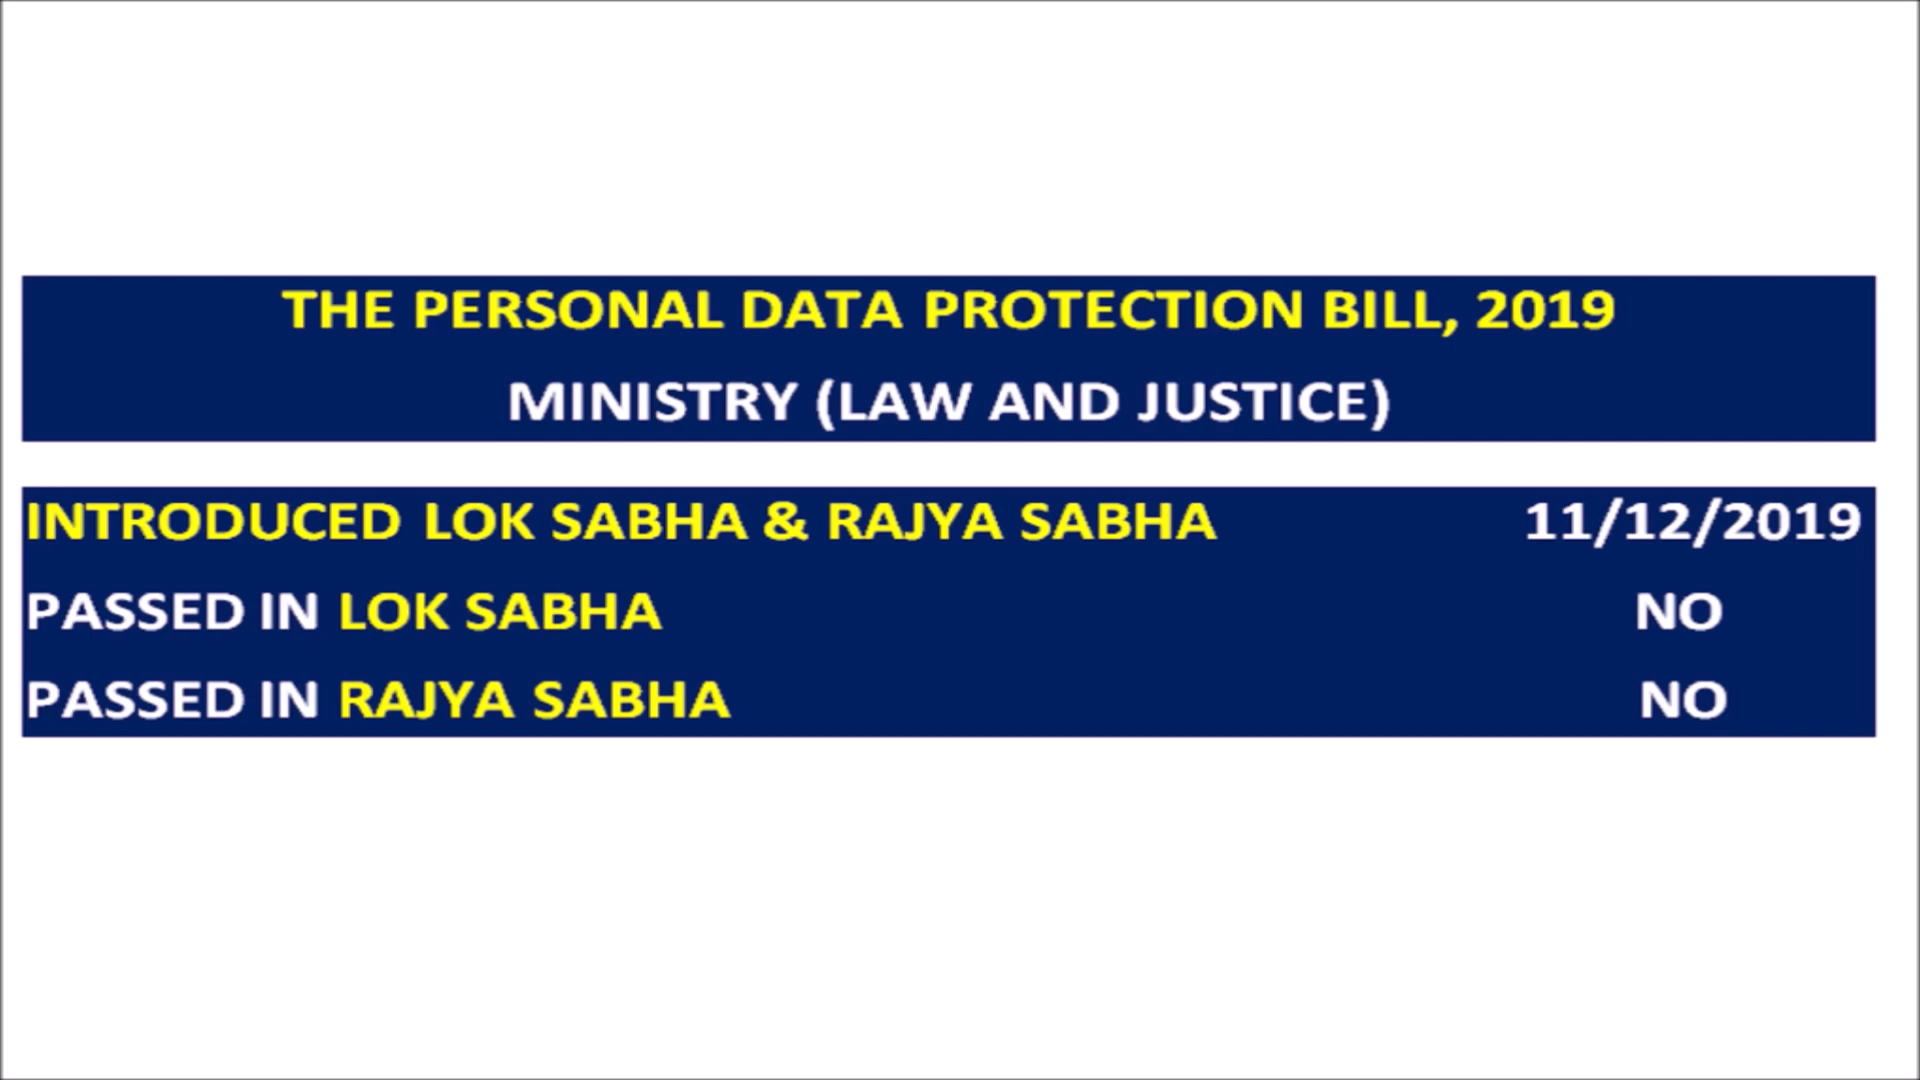 THE PERSONAL DATA PROTECTION BILL, 2019
MINISTRY (LAW AND JUSTICE)
INTRODUCED LOK SABHA & RAJYA SABHA 11/12/2019
PASSED IN LOK SABHA NO
PASSED IN RAJYA SABHA NO